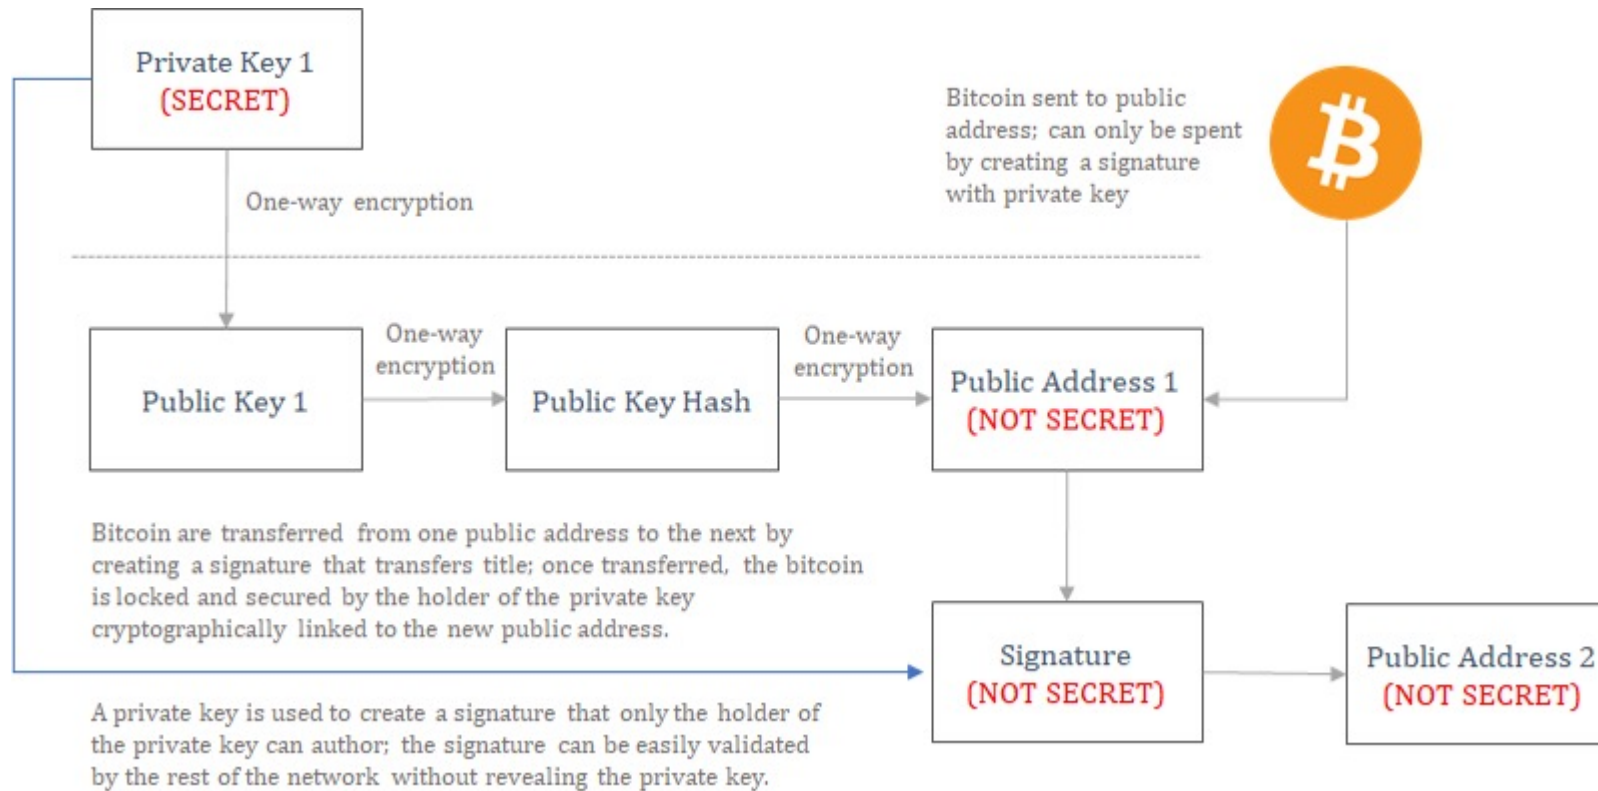 Private Key 1
(SECRET)
One-way encryption
Bitcoin sent to public
address; can only be spent
by creating a signature
with private key
Public Key 1
One-way
encryption
Public Key Hash
One-way
encryption
Public Address 1
(NOT SECRET)
Bitcoin are transferred from one public address to the next by
creating a signature that transfers title; once transferred, the bitcoin
is locked and secured by the holder of the private key
cryptographically linked to the new public address.
Signature
(NOT SECRET)
Public Address 2
(NOT SECRET)
A private key is used to create a signature that only the holder of
the private key can author; the signature can be easily validated
by the rest of the network without revealing the private key.